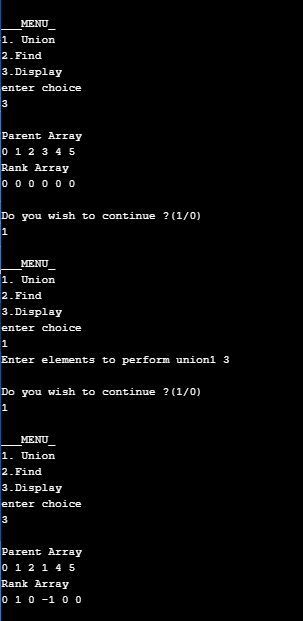 ___MENU_
1. Union
2.Find
3.Display
enter choice
3
Parent Array
0 1 2 3 4 5
Rank Array
0 0 0 0 0 0
Do you wish to continue ?(1/0)
1
___MENU_
1. Union
2.Find
3.Display
enter choice
1
Enter elements to perform union1 3
Do you wish to continue ?(1/0)
1
___MENU_
1. Union
2.Find
3.Display
enter choice
3
Parent Array
0 1 2 1 4 5
Rank Array
0 1 0 -1 0 0